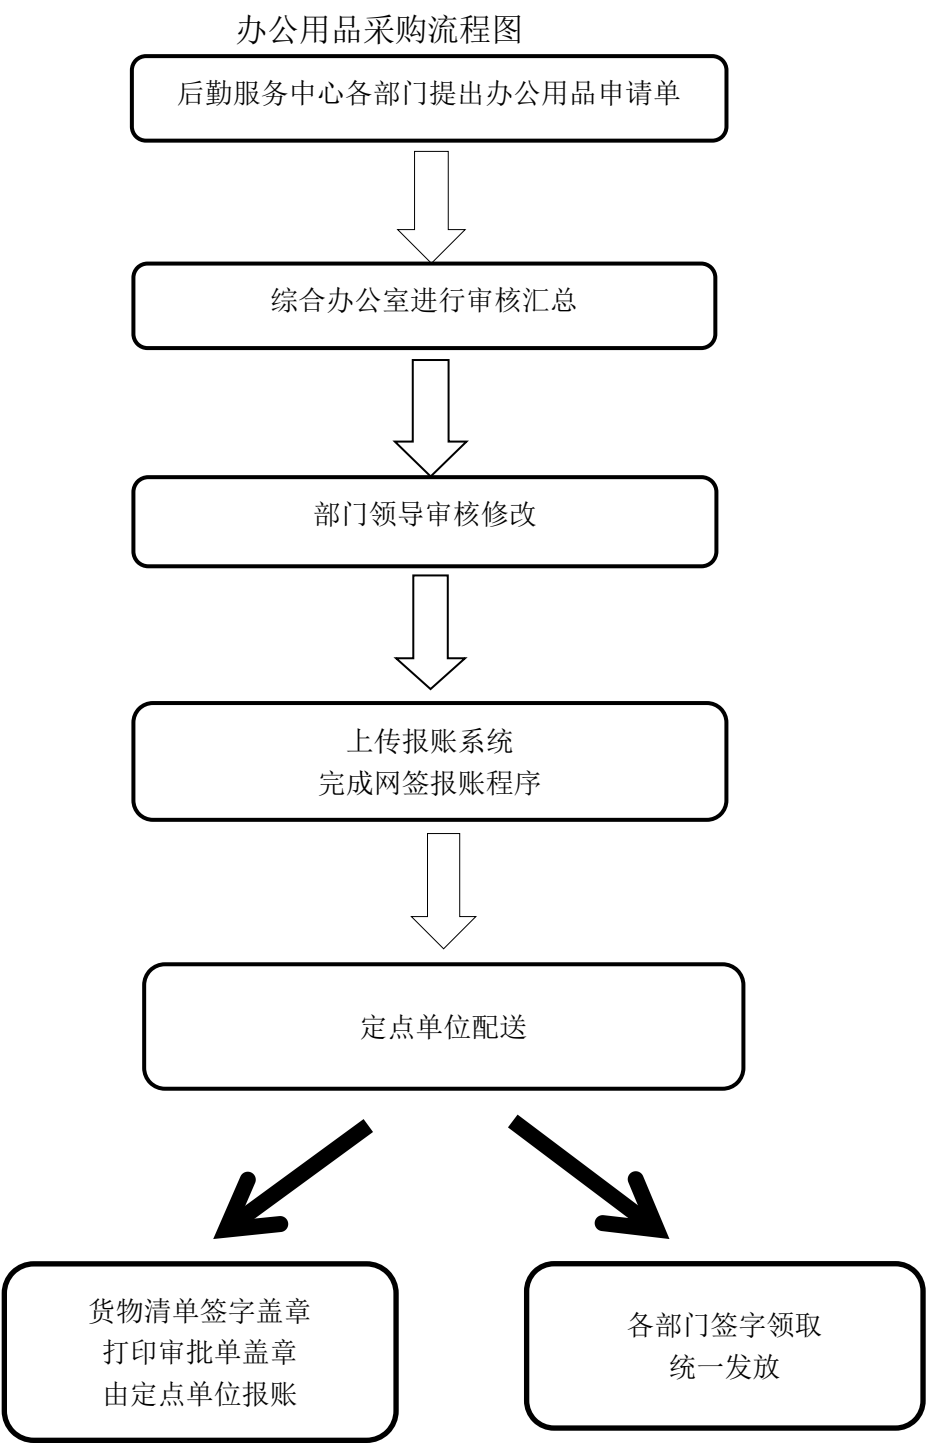 办公用品采购流程图
后勤服务中心各部门提出办公用品申请单
综合办公室进行审核汇总
部门领导审核修改
上传报账系统
完成网签报账程序
定点单位配送
货物清单签字盖章
打印审批单盖章
由定点单位报账
各部门签字领取
统一发放